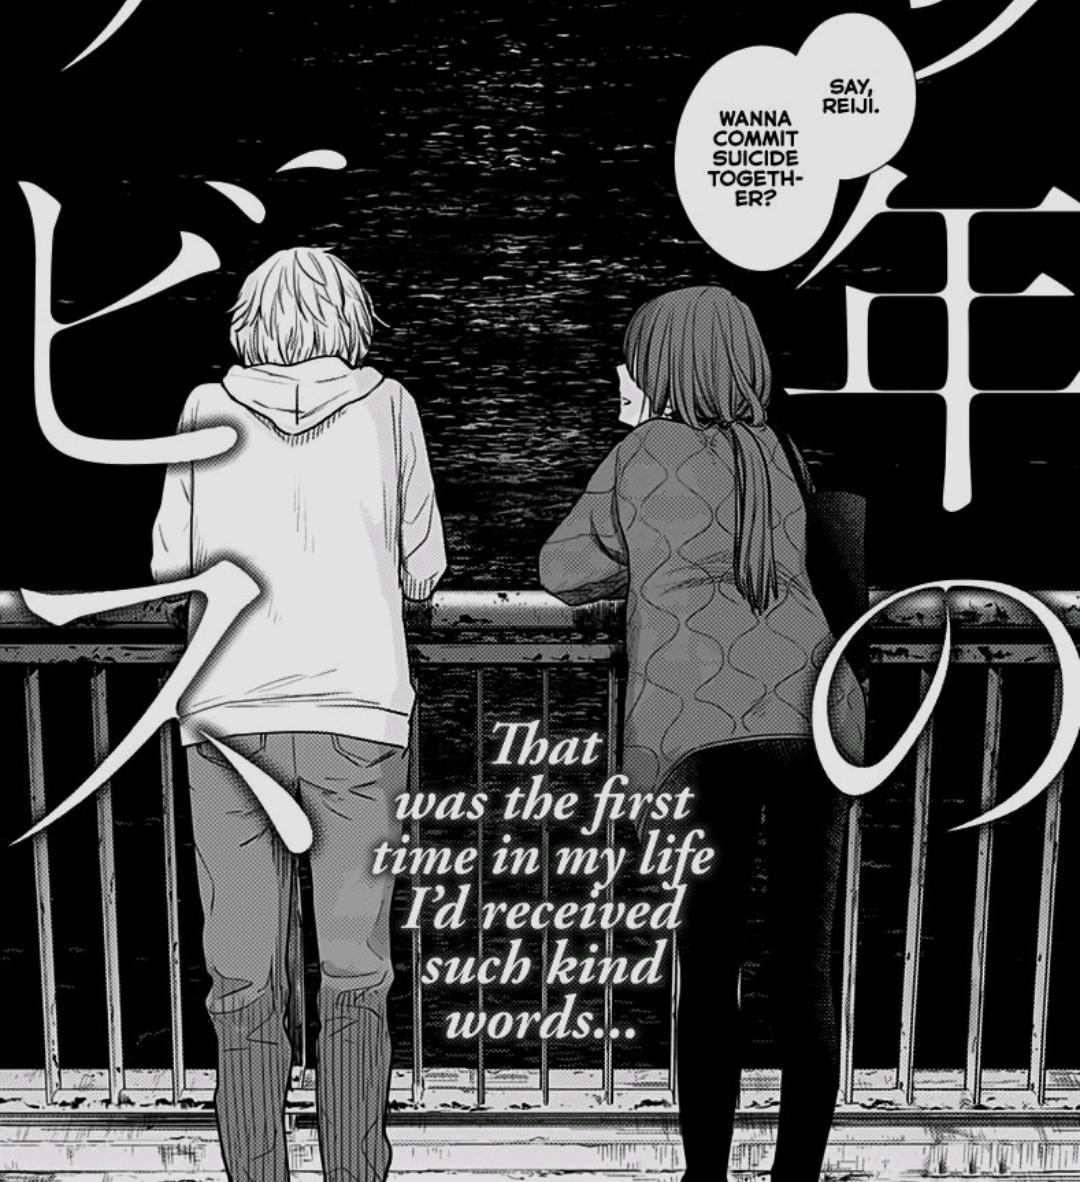 SAY,
REIJI.
WANNA
COMMIT
SUICIDE
TOGETH-
ER?
年の
ビス
That
was the first
time in my life
I'd received
such kind
words...